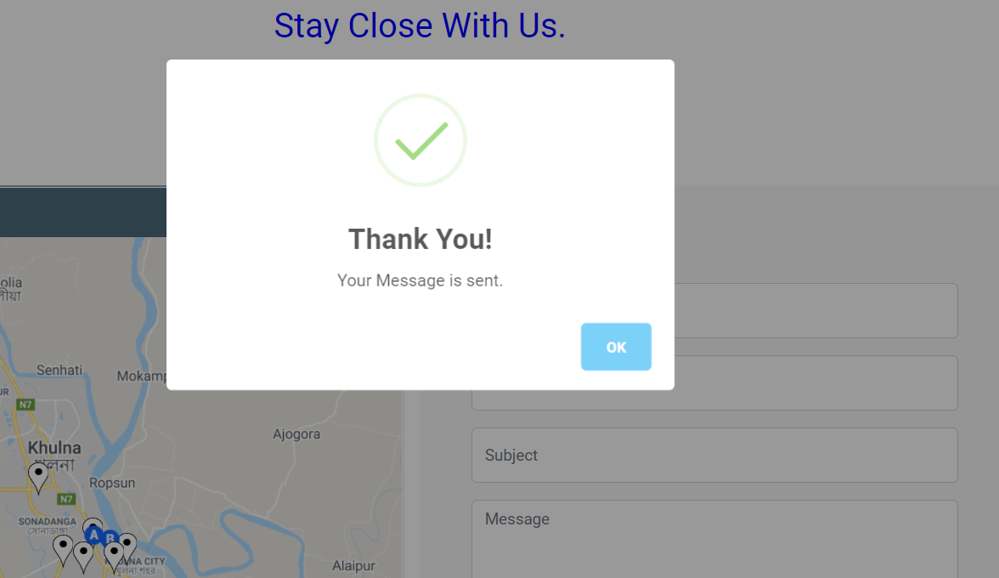 Stay Close With Us.
Thank You!
Your Message is sent.
OK
olia
Senhati
Mokamp
N7
Khulna
খুলনা
Ajogora
Ropsun
N7
SONADANGA
সোনাডাঙ্গা
A
B
NA CITY
খুলনা শহর
Alaipur
Subject
Message